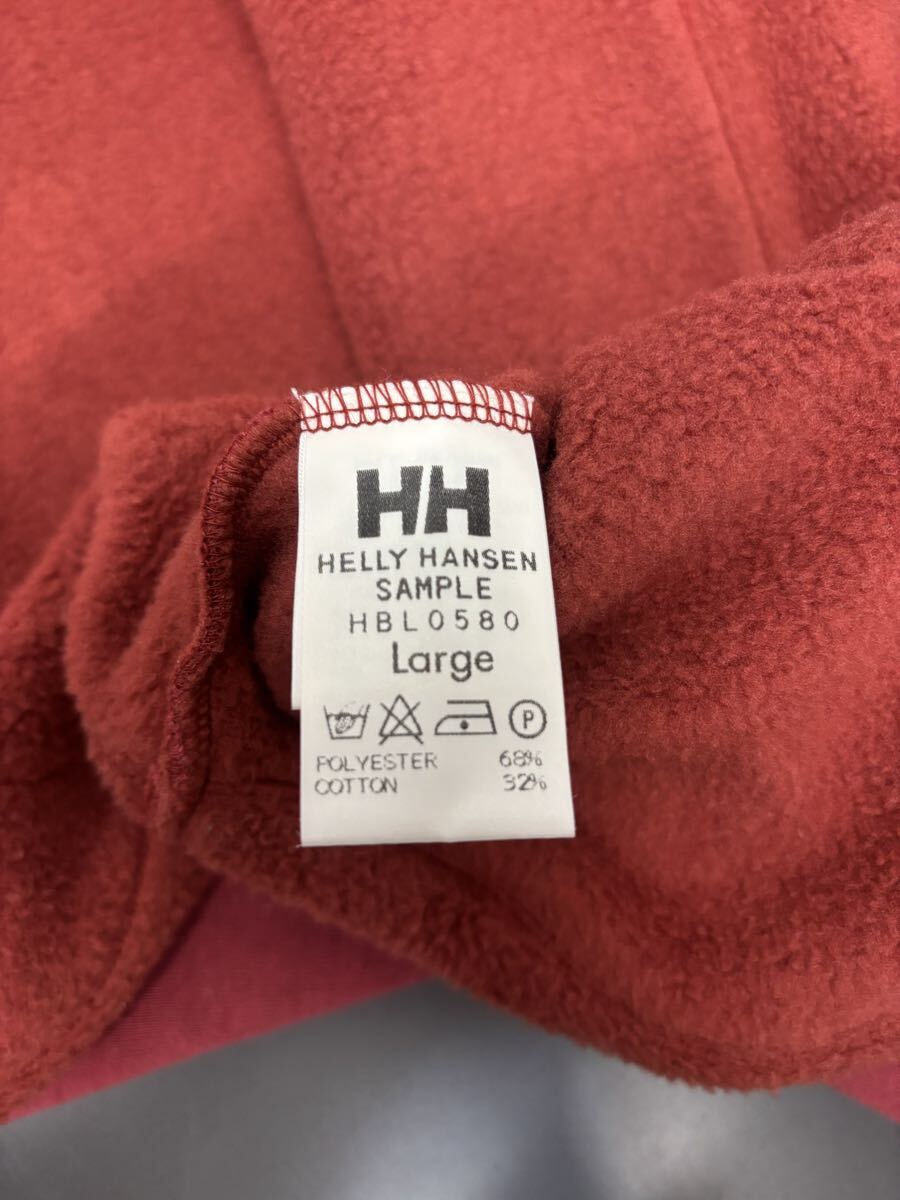 HH
HELLY HANSEN
SAMPLE
HBL0580
Large
P
POLYESTER 68%
COTTON 32%